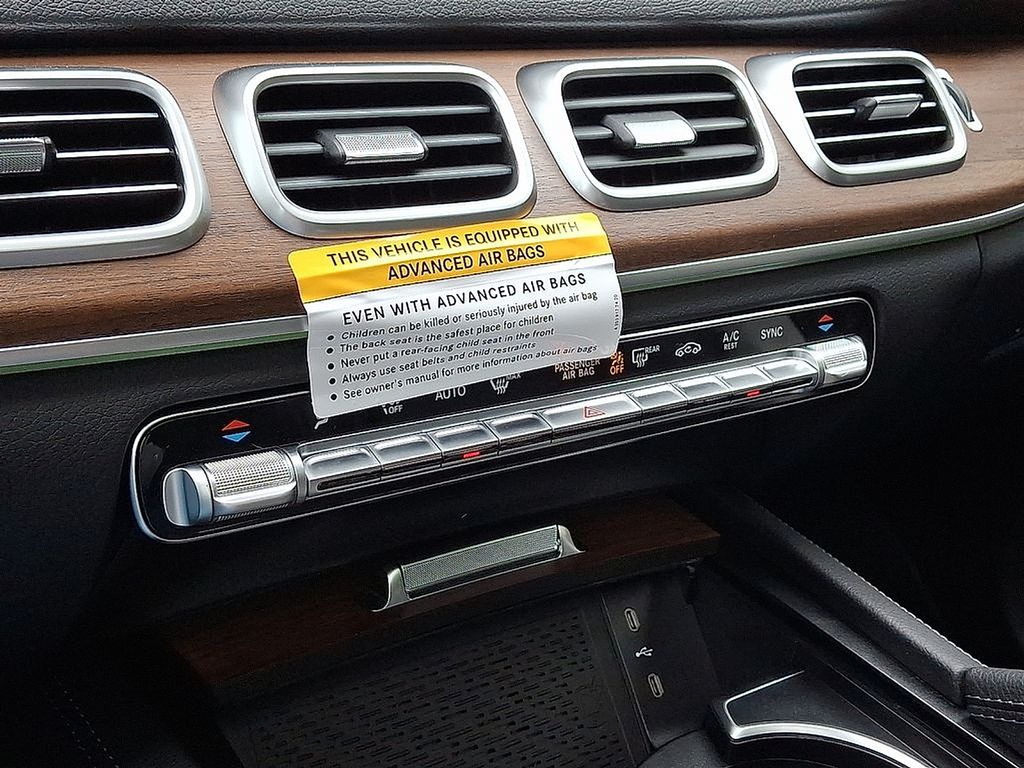 THIS VEHICLE IS EQUIPPED WITH
ADVANCED AIR BAGS
EVEN WITH ADVANCED AIR BAGS
• Children can be killed or seriously injured by the air bag
• The back seat is the safest place for children
• Never put a rear-facing child seat in the front
• Always use seat belts and child restraints
• See owner's manual for more information about air bags
OFF
AUTO
MAX
PASSENGER
AIR BAG
OFF
REAR
A/C
REST
SYNC